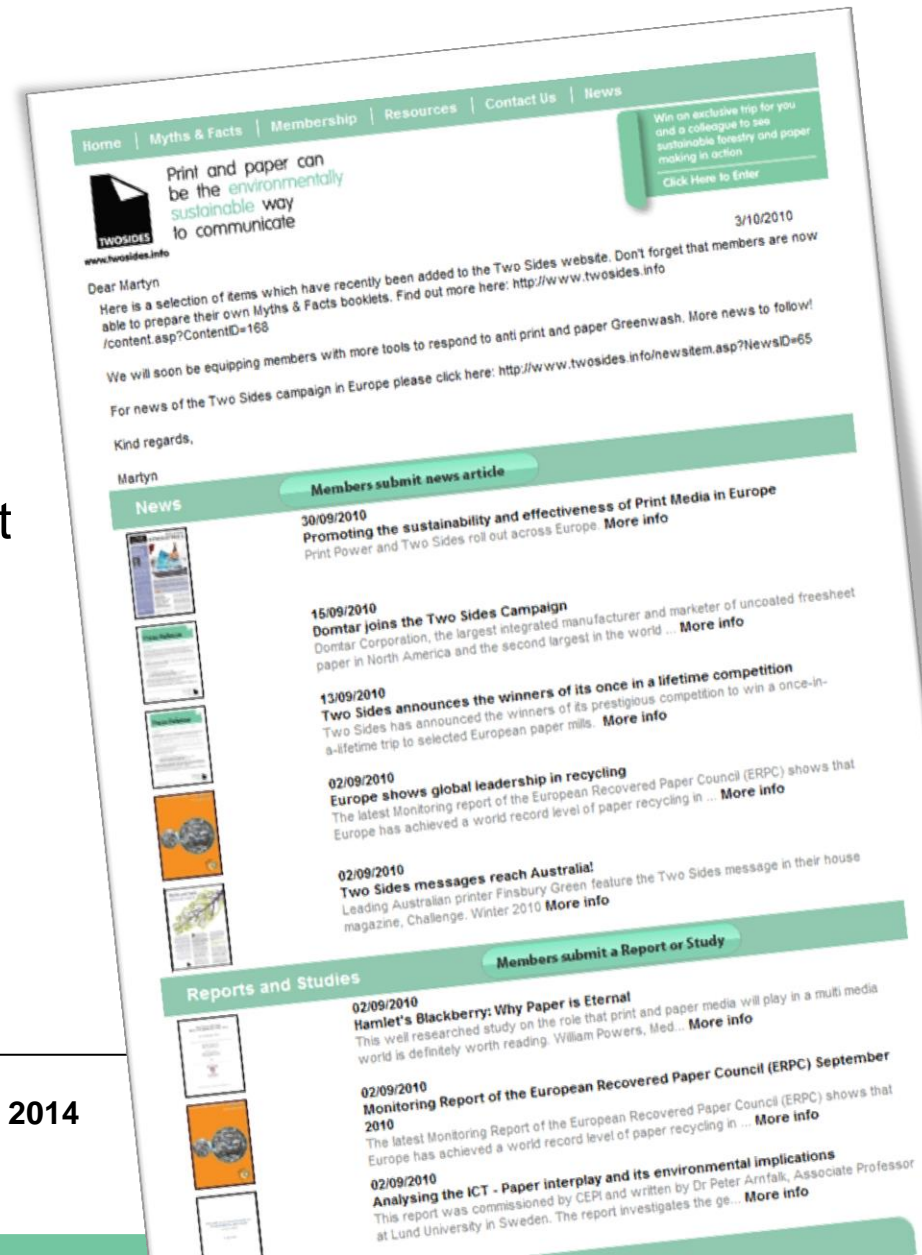 Home | Myths & Facts | Membership | Resources | Contact Us | News
Print and paper can
be the environmentally
sustainable way
to communicate
TWOSIDES
www.twosides.info
Win an exclusive trip for you
and a colleague to see
sustainable forestry and paper
making in action
Click Here to Enter
3/10/2010
Dear Martyn
Here is a selection of items which have recently been added to the Two Sides website. Don't forget that members are now
able to prepare their own Myths & Facts booklets. Find out more here: http://www.twosides.info
/content.asp?ContentID=168
We will soon be equipping members with more tools to respond to anti print and paper Greenwash. More news to follow!
For news of the Two Sides campaign in Europe please click here: http://www.twosides.info/newsitem.asp?NewsID=65
Kind regards,
Martyn
News
Members submit news article
30/09/2010
Promoting the sustainability and effectiveness of Print Media in Europe
Print Power and Two Sides roll out across Europe. More info
15/09/2010
Domtar joins the Two Sides Campaign
Domtar Corporation, the largest integrated manufacturer and marketer of uncoated freesheet
paper in North America and the second largest in the world ... More info
13/09/2010
Two Sides announces the winners of its once in a lifetime competition
Two Sides has announced the winners of its prestigious competition to win a once-in-
a-lifetime trip to selected European paper mills. More info
02/09/2010
Europe shows global leadership in recycling
The latest Monitoring report of the European Recovered Paper Council (ERPC) shows that
Europe has achieved a world record level of paper recycling in ... More info
02/09/2010
Two Sides messages reach Australia!
Leading Australian printer Finsbury Green feature the Two Sides message in their house
magazine, Challenge. Winter 2010 More info
Reports and Studies
Members submit a Report or Study
02/09/2010
Hamlet's Blackberry: Why Paper is Eternal
This well researched study on the role that print and paper media will play in a multi media
world is definitely worth reading. William Powers, Med... More info
02/09/2010
Monitoring Report of the European Recovered Paper Council (ERPC) September
2010
The latest Monitoring Report of the European Recovered Paper Council (ERPC) shows that
Europe has achieved a world record level of paper recycling in ... More info
02/09/2010
Analysing the ICT - Paper interplay and its environmental implications
This report was commissioned by CEPI and written by Dr Peter Arnfalk, Associate Professor
at Lund University in Sweden. The report investigates the ge... More info
t
2014